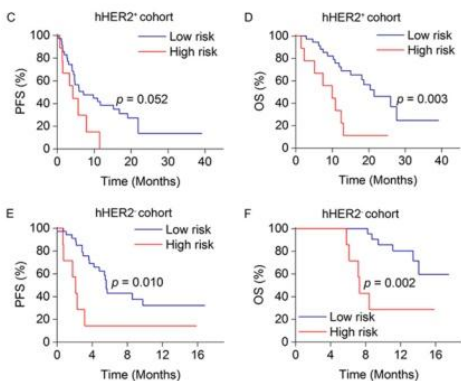 C
hHER2⁺ cohort
Low risk
High risk
p = 0.052
PFS (%)
100
80
60
40
20
0
0 10 20 30 40
Time (Months)
D
hHER2⁺ cohort
Low risk
High risk
p = 0.003
OS (%)
100
80
60
40
20
0
0 10 20 30 40
Time (Months)
E
hHER2⁻ cohort
Low risk
High risk
p = 0.010
PFS (%)
100
80
60
40
20
0
0 4 8 12 16
Time (Months)
F
hHER2⁻ cohort
p = 0.002
Low risk
High risk
OS (%)
100
80
60
40
20
0
0 4 8 12 16
Time (Months)